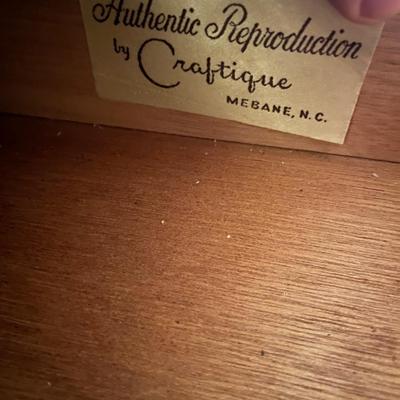 Authentic Reproduction
by Craftique
MEBANE, N.C.